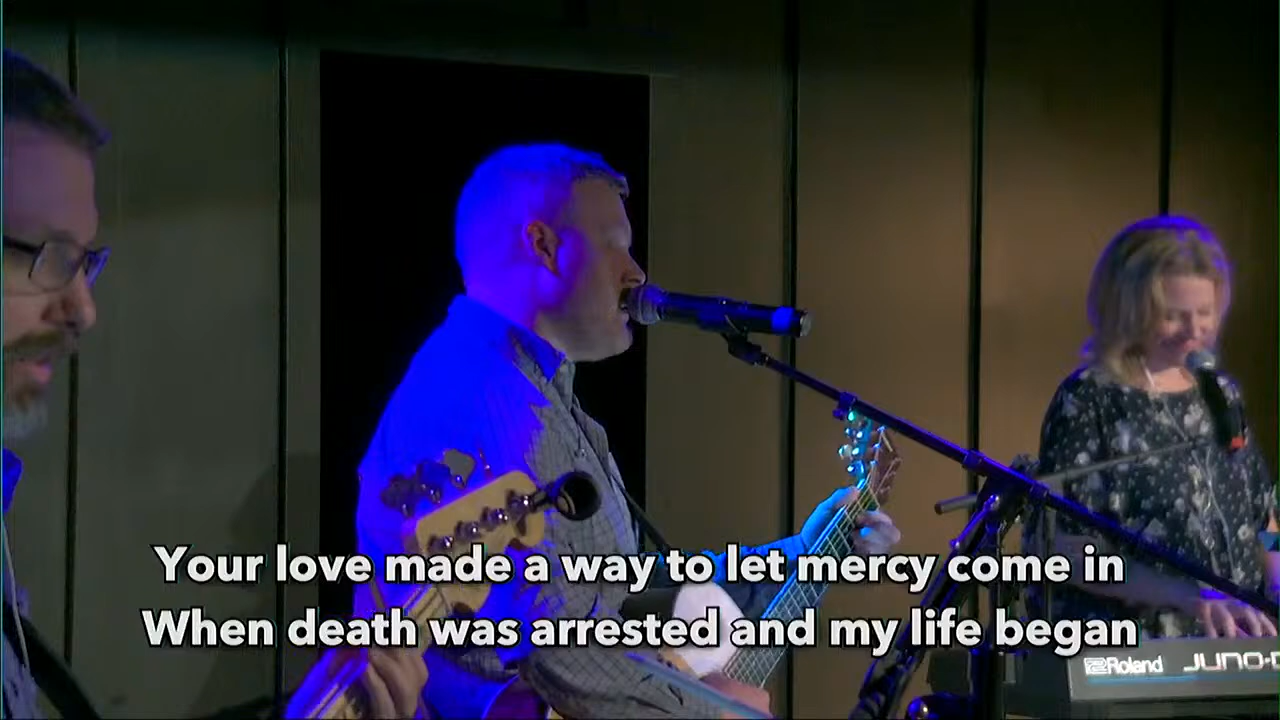 Your love made a way to let mercy come in
When death was arrested and my life began
Roland JUNO-D